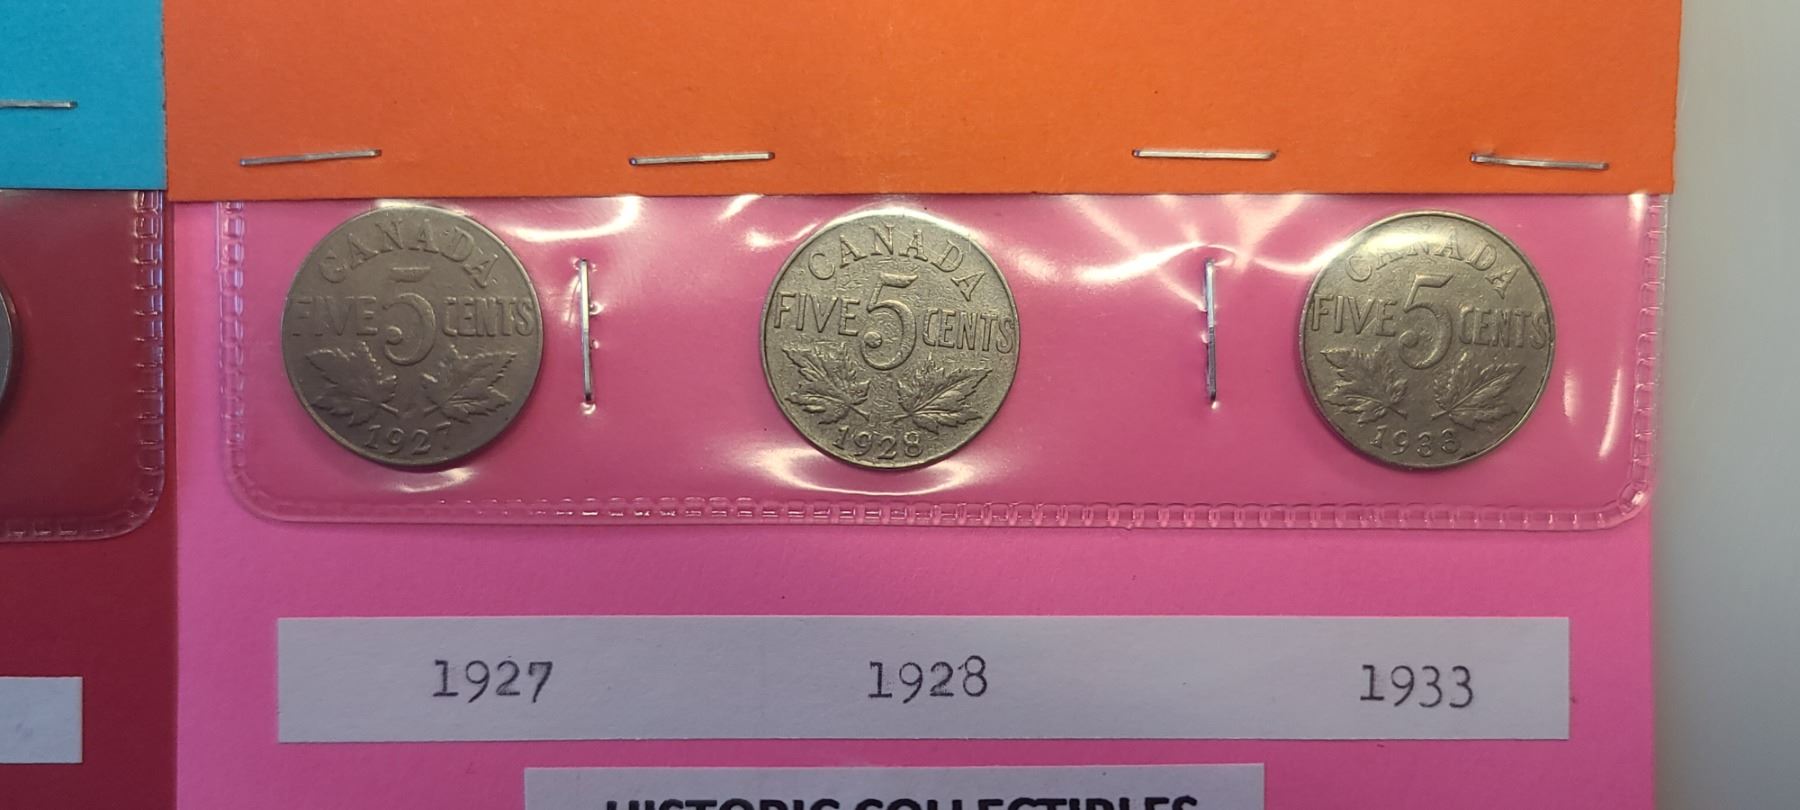 CANADA
FIVE 5 CENTS
1927
CANADA
FIVE 5 CENTS
1928
CANADA
FIVE 5 CENTS
1933
1927 1928 1933
HISTORIC COLLECTIBLES